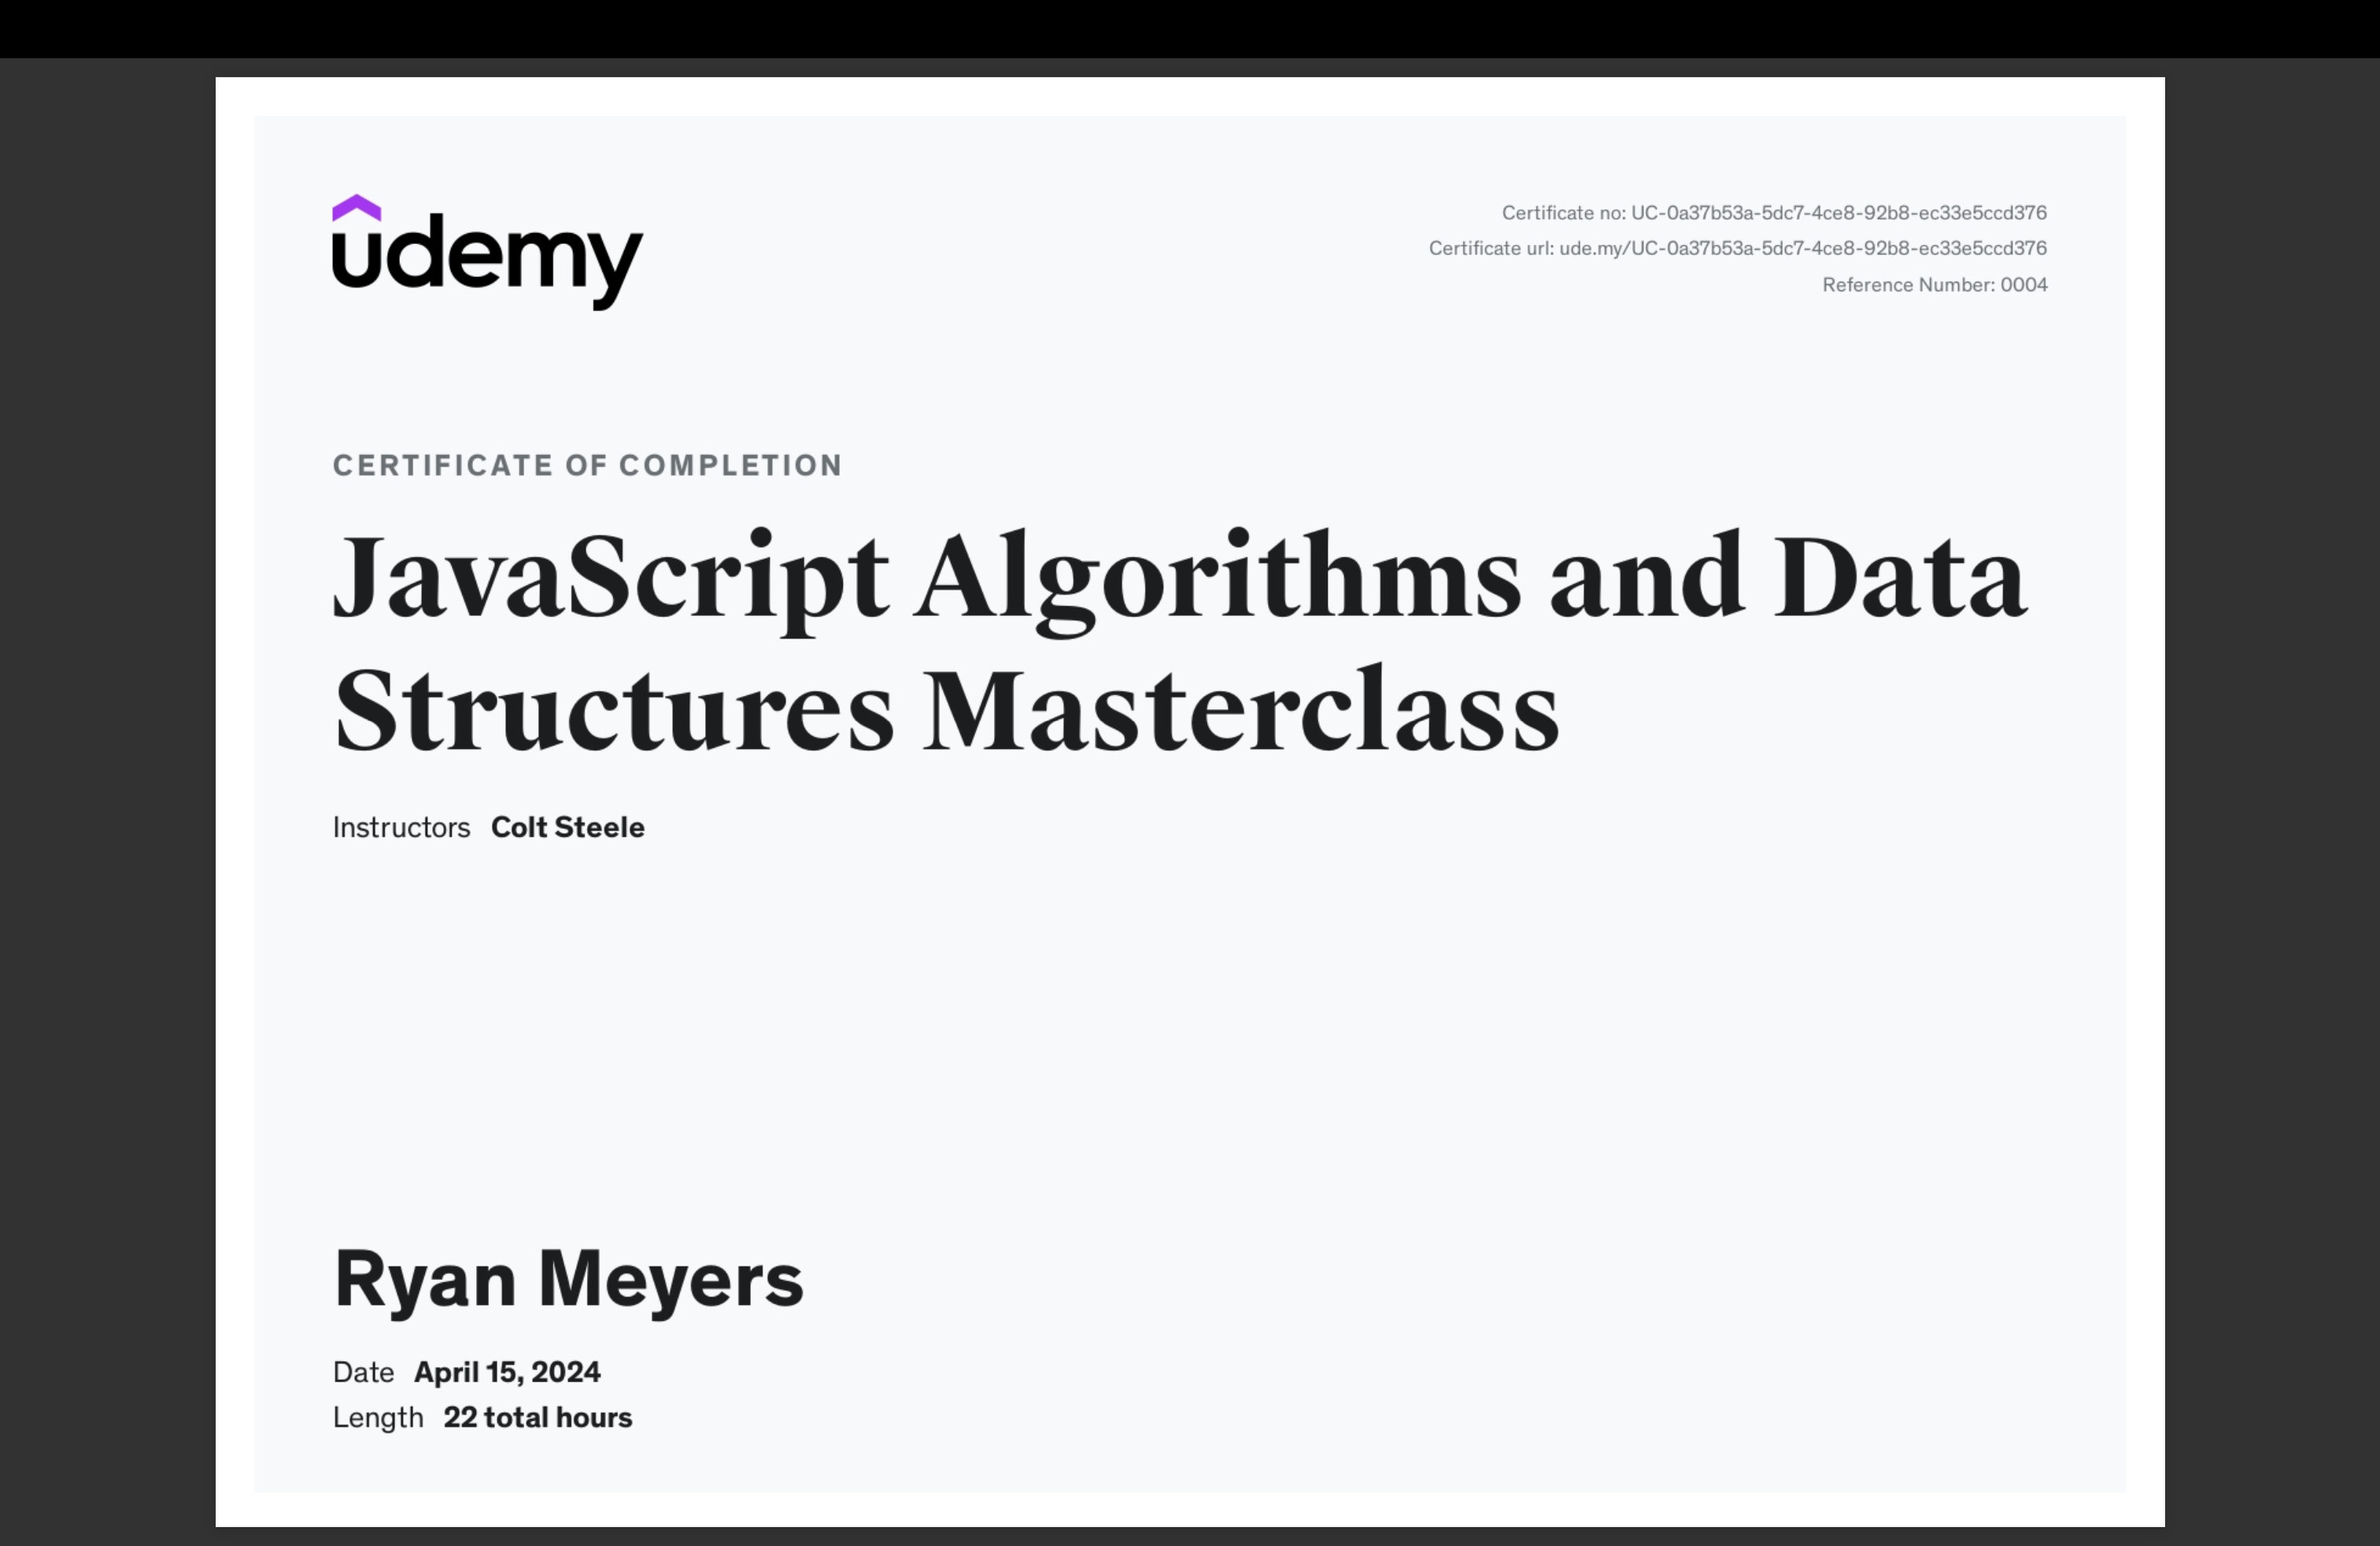 udemy
Certificate no: UC-0a37b53a-5dc7-4ce8-92b8-ec33e5ccd376
Certificate url: ude.my/UC-0a37b53a-5dc7-4ce8-92b8-ec33e5ccd376
Reference Number: 0004
CERTIFICATE OF COMPLETION
JavaScript Algorithms and Data
Structures Masterclass
Instructors Colt Steele
Ryan Meyers
Date April 15, 2024
Length 22 total hours